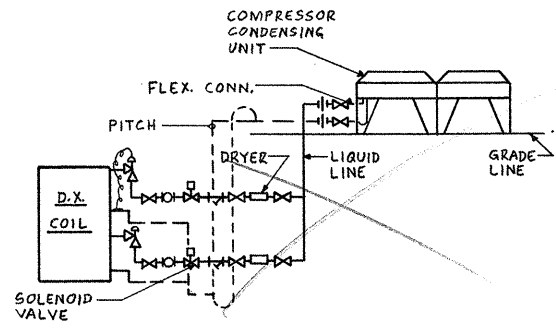 COMPRESSOR
CONDENSING
UNIT
FLEX. CONN.
PITCH
DRYER
LIQUID
LINE
GRADE
LINE
D.X.
COIL
SOLENOID
VALVE